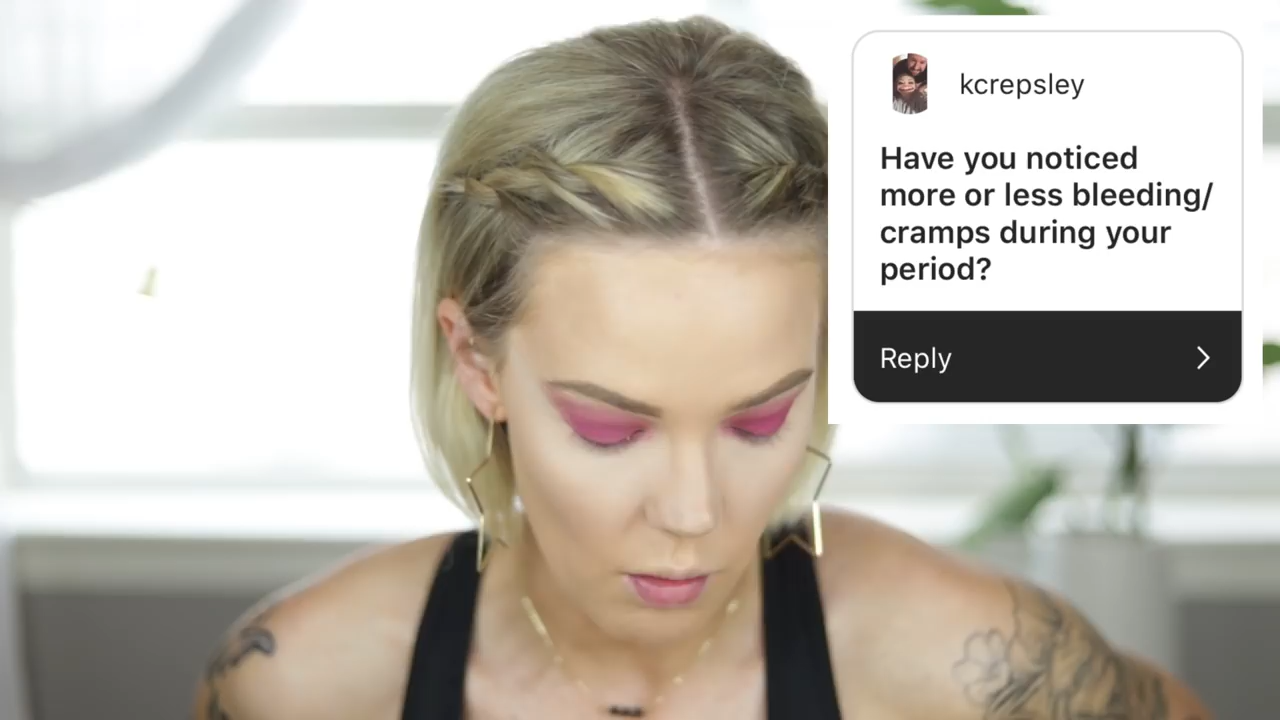 kcrepsley
Have you noticed
more or less bleeding/
cramps during your
period?
Reply